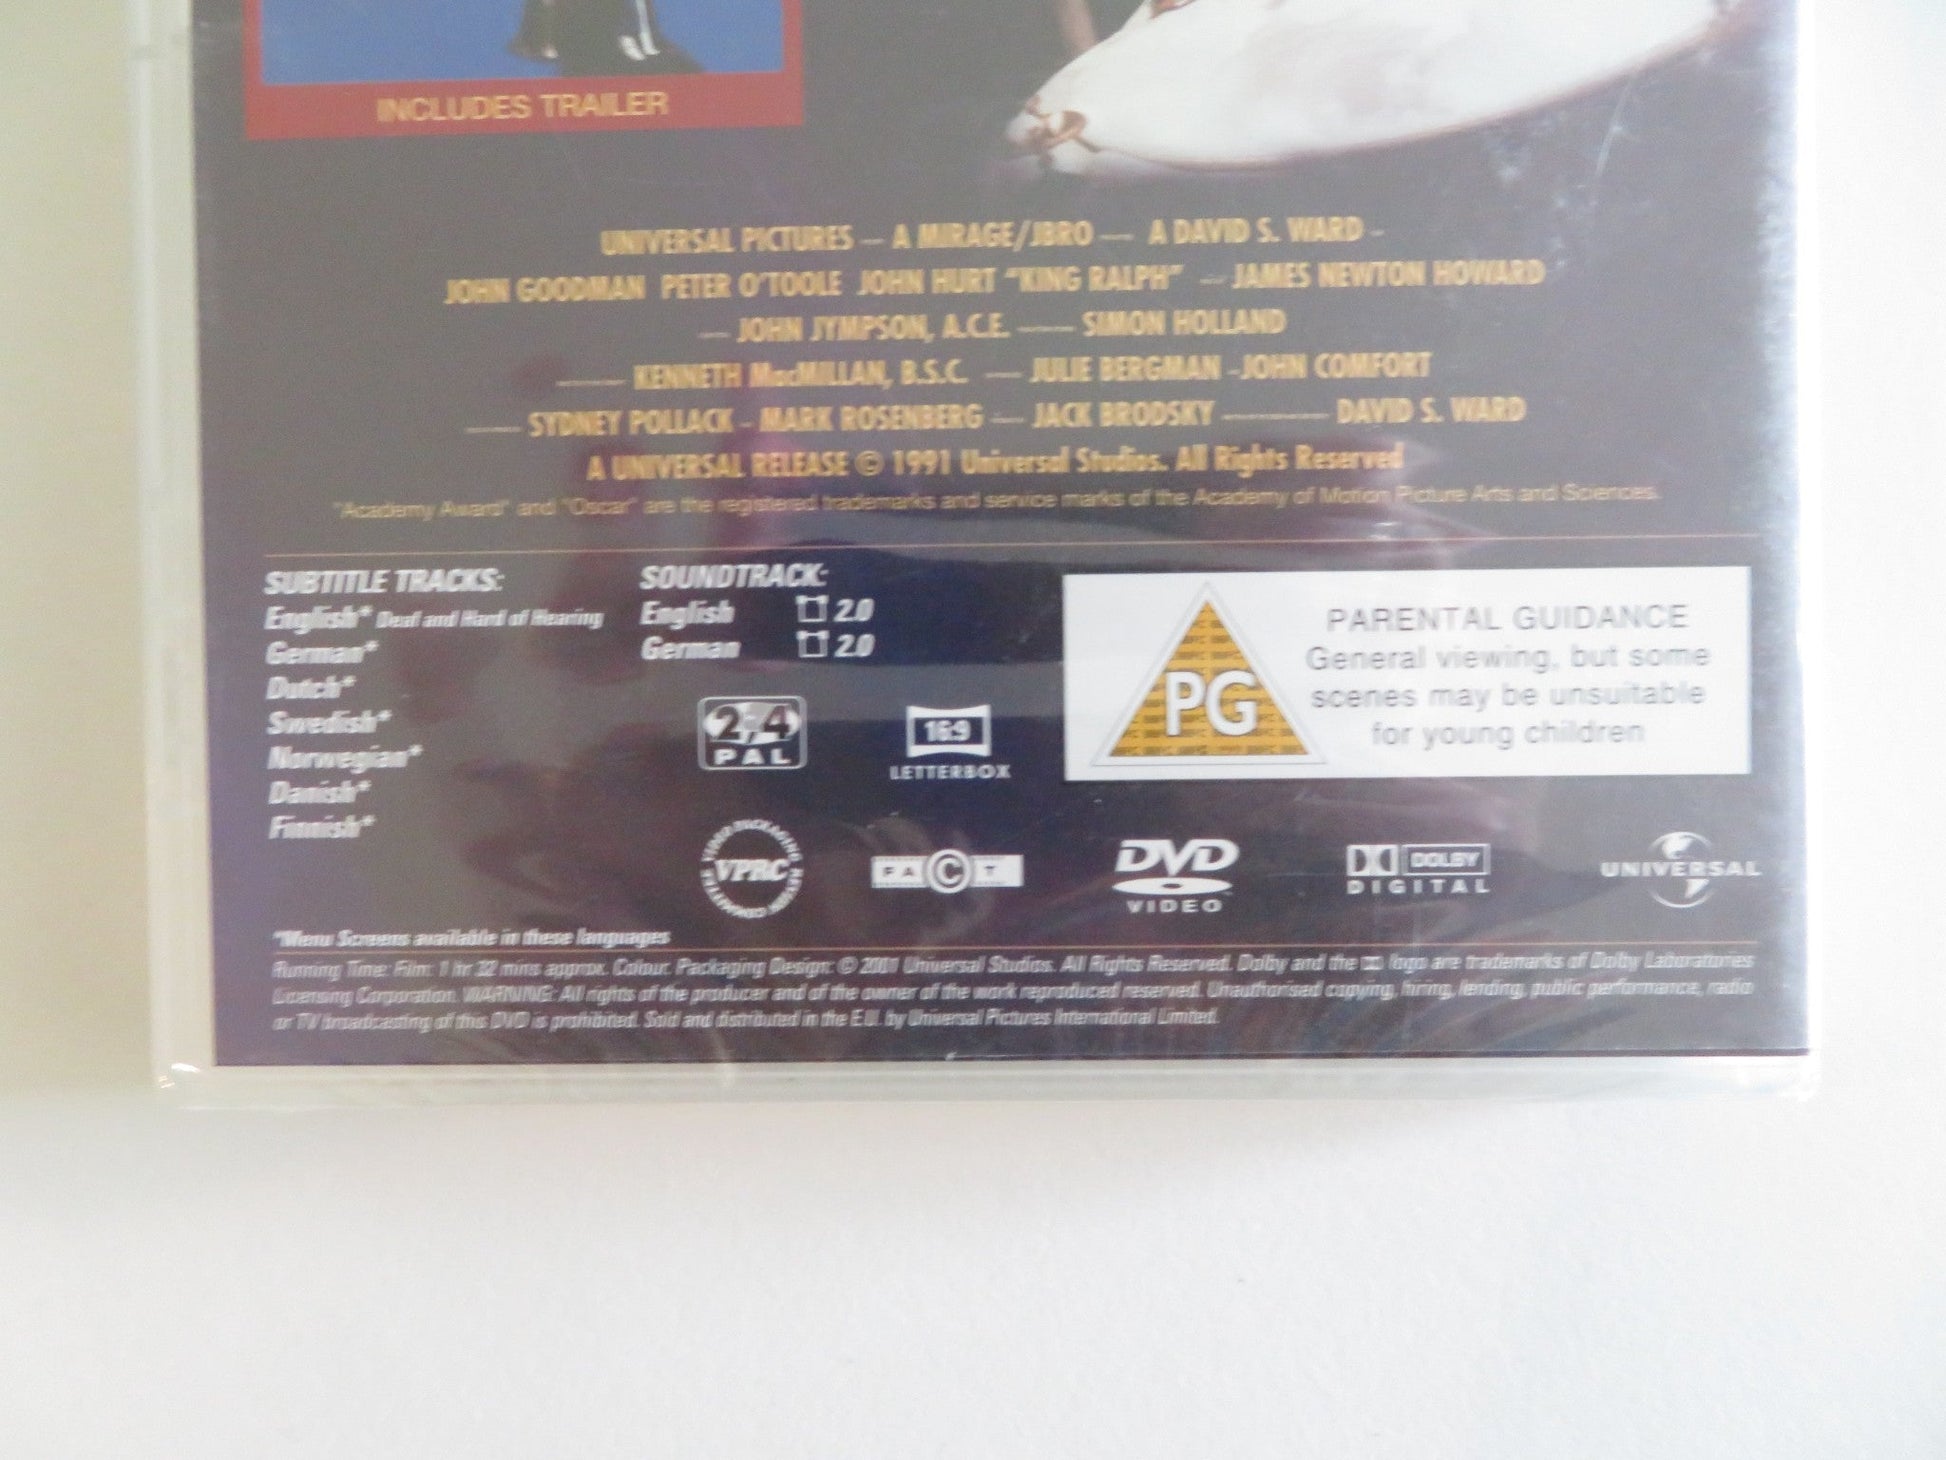 INCLUDES TRAILER
UNIVERSAL PICTURES — A MIRAGE/JBRO — A DAVID S. WARD -
JOHN GOODMAN PETER O'TOOLE JOHN HURT "KING RALPH" — JAMES NEWTON HOWARD
— JOHN JYMPSON, A.C.E. — SIMON HOLLAND
— KENNETH MacMILLAN, B.S.C. — JULIE BERGMAN - JOHN COMFORT
— SYDNEY POLLACK - MARK ROSENBERG — JACK BRODSKY — DAVID S. WARD
A UNIVERSAL RELEASE © 1991 Universal Studios. All Rights Reserved
"Academy Award" and "Oscar" are the registered trademarks and service marks of the Academy of Motion Picture Arts and Sciences.
SUBTITLE TRACKS:
English* Deaf and Hard of Hearing
German*
Dutch*
Swedish*
Norwegian*
Danish*
Finnish*
SOUNDTRACK:
English 2.0
German 2.0
2,4
PAL
16:9
LETTERBOX
PG
PARENTAL GUIDANCE
General viewing, but some
scenes may be unsuitable
for young children
VIDEO PACKAGING REVIEW COMMITTEE
VPRC
FACT
DVD
VIDEO
DOLBY
DIGITAL
UNIVERSAL
*Menu Screens available in these languages
Running Time: Film: 1 hr 32 mins approx. Colour. Packaging Design: © 2001 Universal Studios. All Rights Reserved. Dolby and the logo are trademarks of Dolby Laboratories
Licensing Corporation. WARNING: All rights of the producer and of the owner of the work reproduced reserved. Unauthorised copying, hiring, lending, public performance, radio
or TV broadcasting of this DVD is prohibited. Sold and distributed in the E.U. by Universal Pictures International Limited.